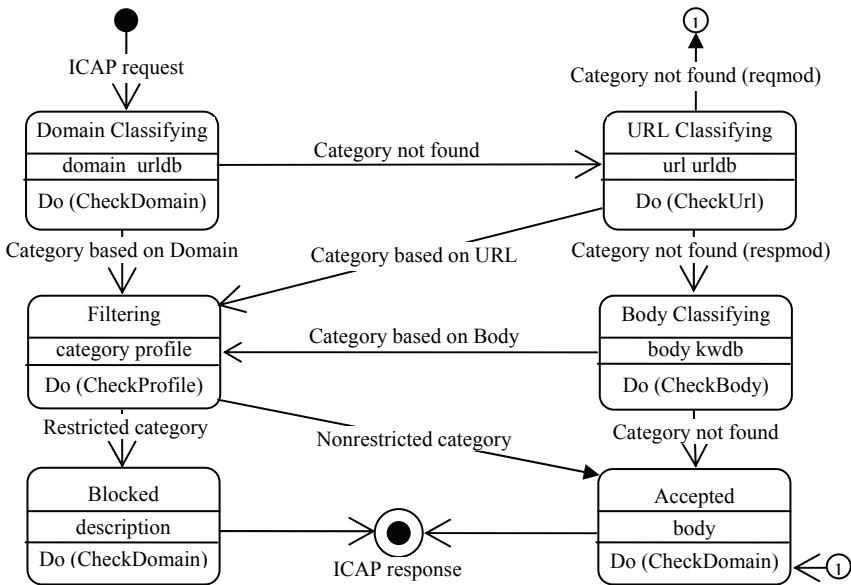 1
ICAP request
Category not found (reqmod)
Domain Classifying
domain urldb
Do (CheckDomain)
Category not found
URL Classifying
url urldb
Do (CheckUrl)
Category based on Domain
Category based on URL
Category not found (respmod)
Filtering
category profile
Do (CheckProfile)
Category based on Body
Body Classifying
body kwdb
Do (CheckBody)
Restricted category
Nonrestricted category
Category not found
Blocked
description
Do (CheckDomain)
ICAP response
Accepted
body
Do (CheckDomain)
1